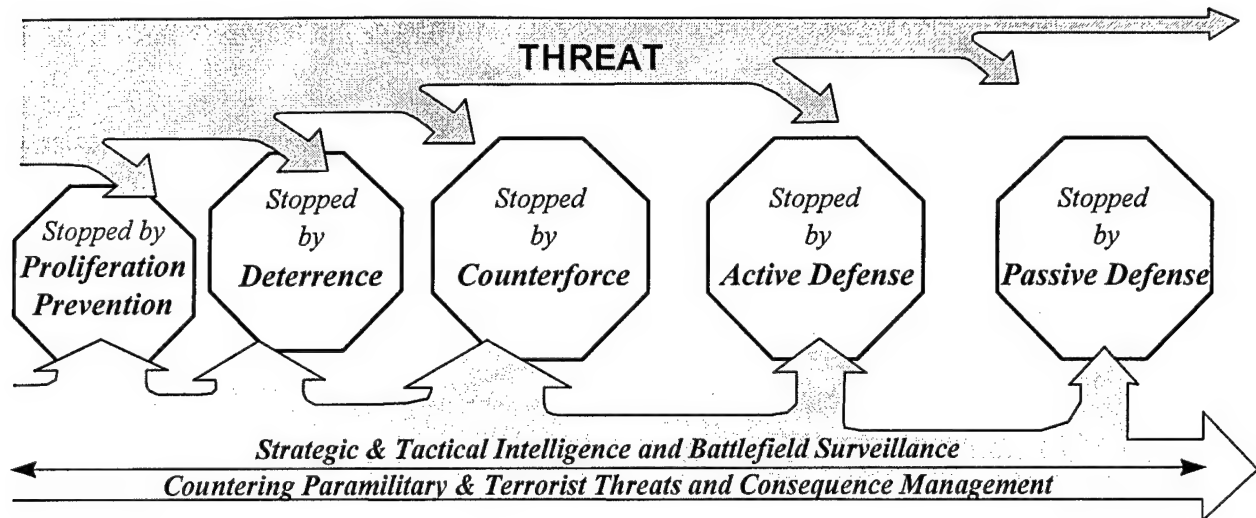 THREAT
Stopped by
Proliferation
Prevention
Stopped
by
Deterrence
Stopped
by
Counterforce
Stopped
by
Active Defense
Stopped
by
Passive Defense
Strategic & Tactical Intelligence and Battlefield Surveillance
Countering Paramilitary & Terrorist Threats and Consequence Management